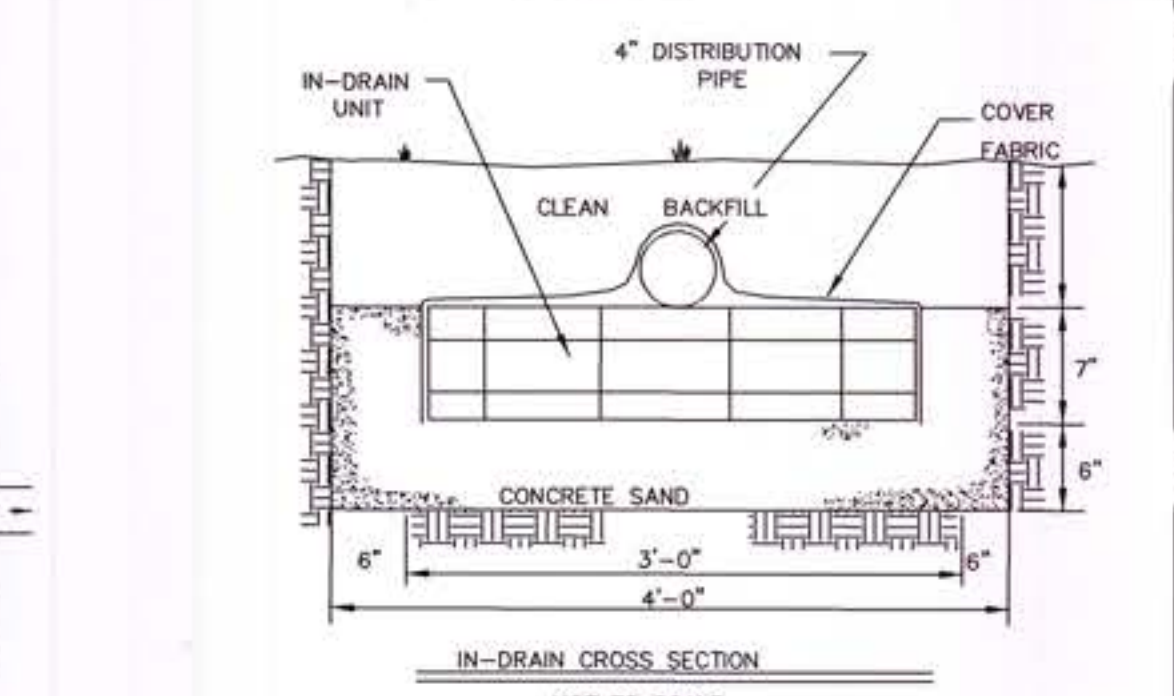 4" DISTRIBUTION
PIPE
IN-DRAIN
UNIT
COVER
FABRIC
CLEAN BACKFILL
7"
6"
CONCRETE SAND
6"
3'-0"
6"
4'-0"
IN-DRAIN CROSS SECTION